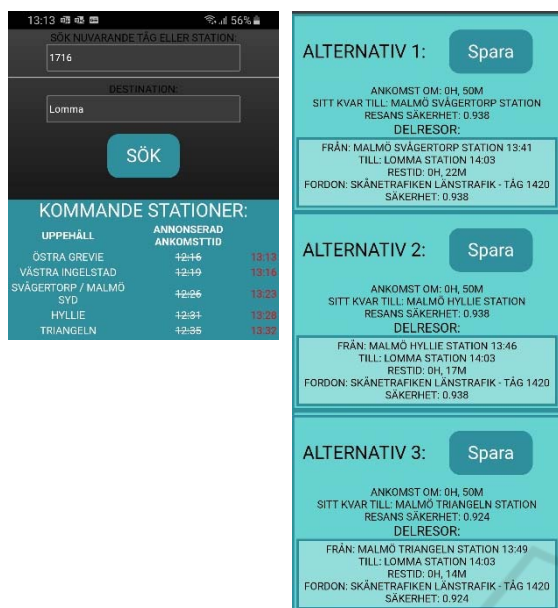 13:13
56%
SÖK NUVARANDE TÅG ELLER STATION:
1716
DESTINATION:
Lomma
SÖK
KOMMANDE STATIONER:
UPPEHÅLL ANNONSERAD ANKOMSTTID
ÖSTRA GREVIE 12:16 13:13
VÄSTRA INGELSTAD 12:19 13:16
SVÅGERTORP / MALMÖ SYD 12:26 13:23
HYLLIE 12:31 13:28
TRIANGELN 12:35 13:32
ALTERNATIV 1: Spara
ANKOMST OM: 0H, 50M
SITT KVAR TILL: MALMÖ SVÅGERTORP STATION
RESANS SÄKERHET: 0.938
DELRESOR:
FRÅN: MALMÖ SVÅGERTORP STATION 13:41
TILL: LOMMA STATION 14:03
RESTID: 0H, 22M
FORDON: SKÅNETRAFIKEN LÄNSTRAFIK - TÅG 1420
SÄKERHET: 0.938
ALTERNATIV 2: Spara
ANKOMST OM: 0H, 50M
SITT KVAR TILL: MALMÖ HYLLIE STATION
RESANS SÄKERHET: 0.938
DELRESOR:
FRÅN: MALMÖ HYLLIE STATION 13:46
TILL: LOMMA STATION 14:03
RESTID: 0H, 17M
FORDON: SKÅNETRAFIKEN LÄNSTRAFIK - TÅG 1420
SÄKERHET: 0.938
ALTERNATIV 3: Spara
ANKOMST OM: 0H, 50M
SITT KVAR TILL: MALMÖ TRIANGELN STATION
RESANS SÄKERHET: 0.924
DELRESOR:
FRÅN: MALMÖ TRIANGELN STATION 13:49
TILL: LOMMA STATION 14:03
RESTID: 0H, 14M
FORDON: SKÅNETRAFIKEN LÄNSTRAFIK - TÅG 1420
SÄKERHET: 0.924